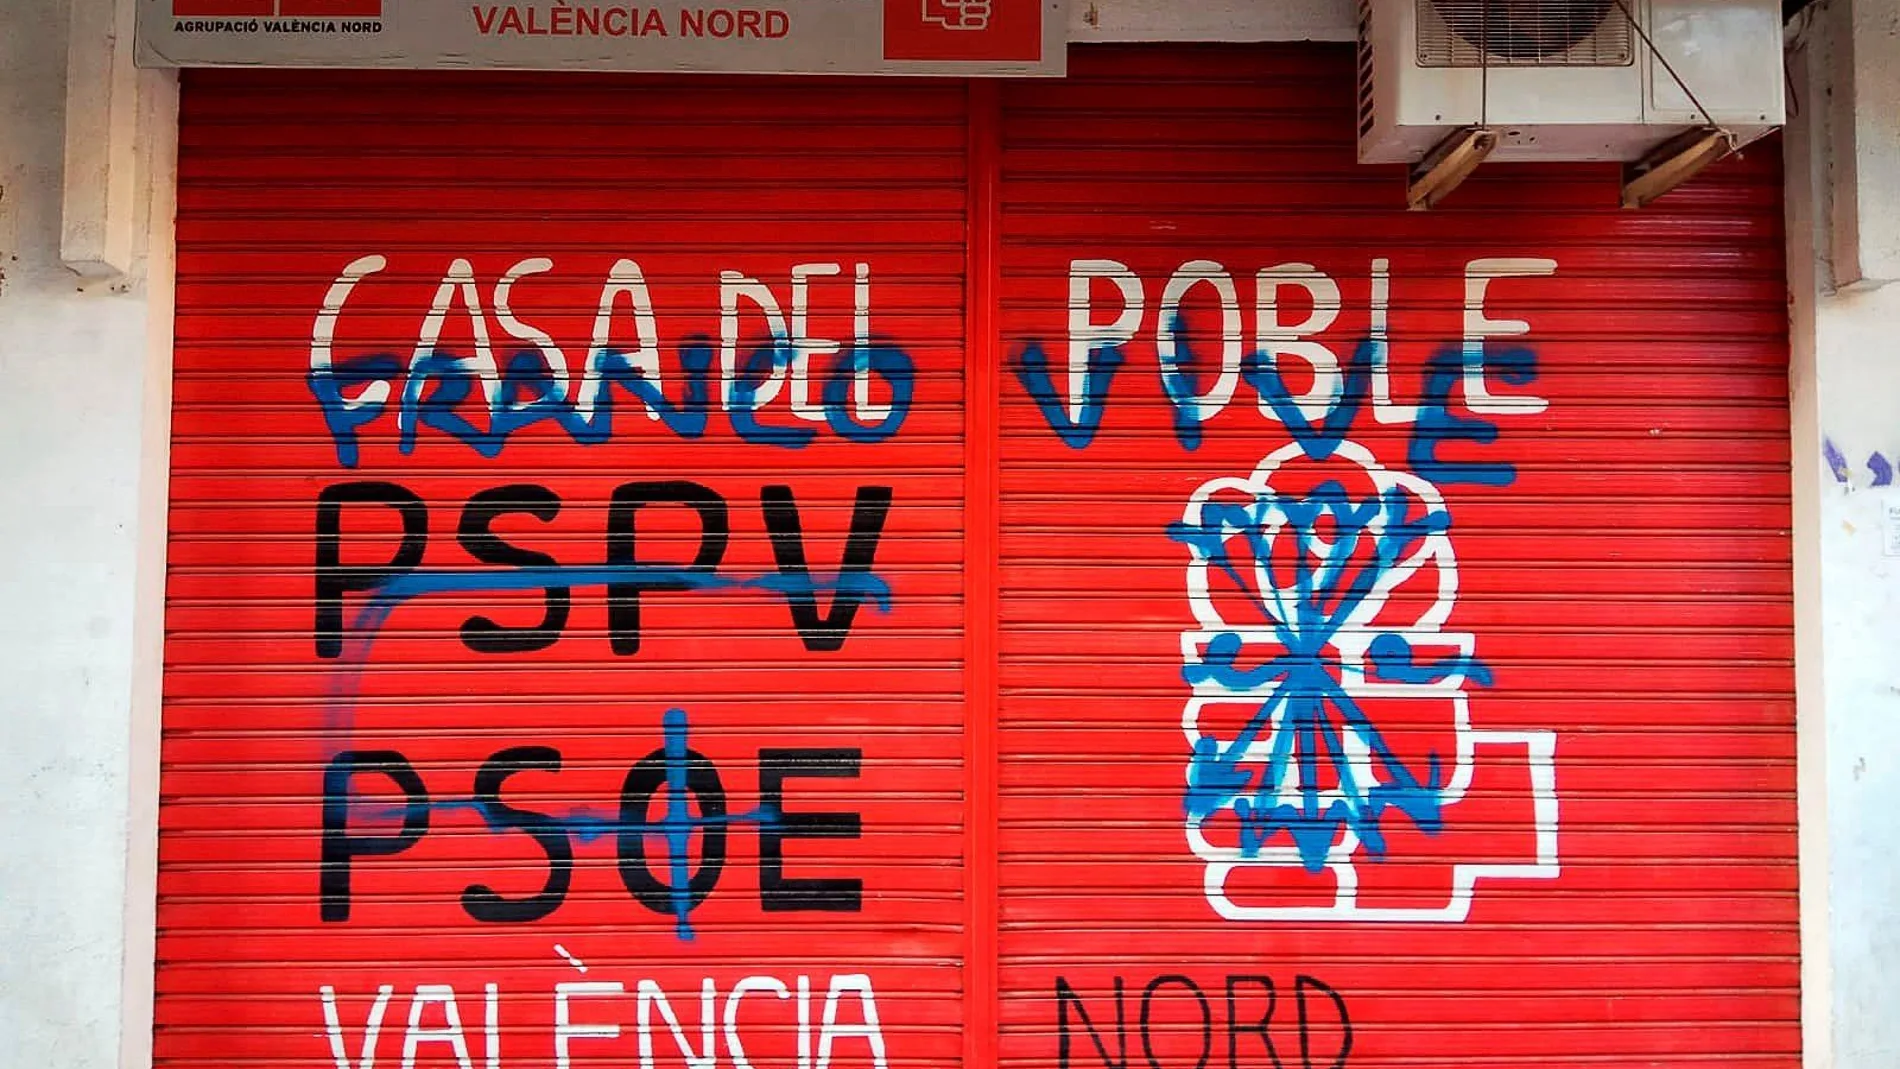 AGRUPACIÓ VALÈNCIA NORD
VALÈNCIA NORD
CASA DEL POBLE
FRANCO VIVE
PSPV
PSOE
VALÈNCIA NORD